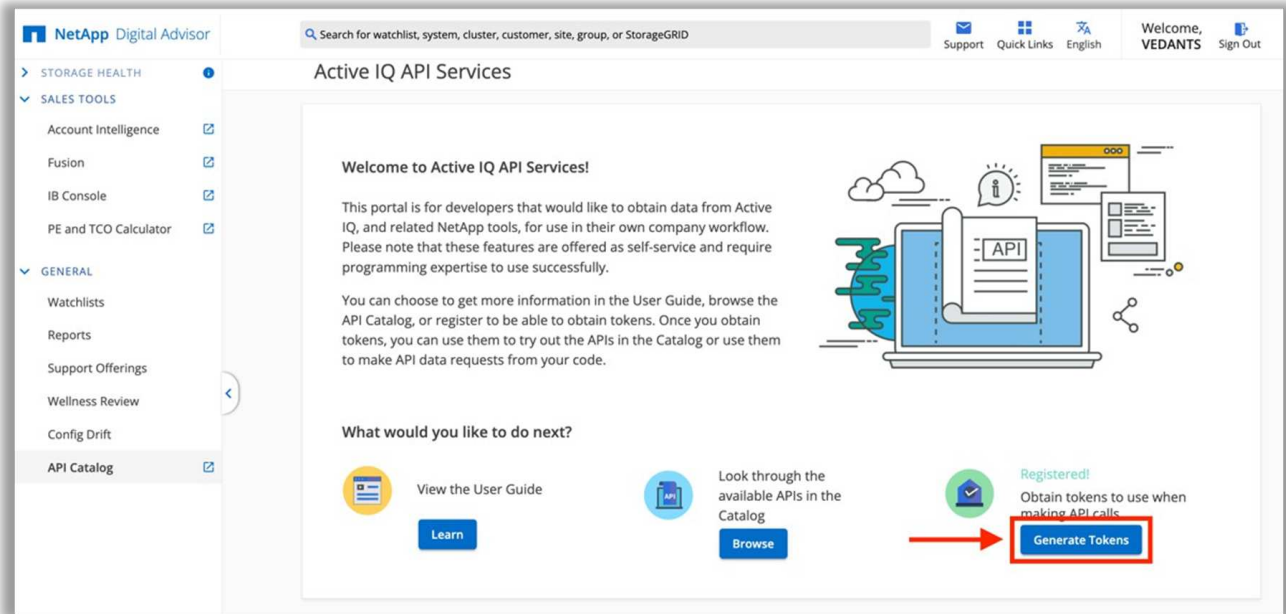 NetApp Digital Advisor
Search for watchlist, system, cluster, customer, site, group, or StorageGRID
Support
Quick Links
English
Welcome,
VEDANTS
Sign Out
STORAGE HEALTH
SALES TOOLS
Account Intelligence
Fusion
IB Console
PE and TCO Calculator
GENERAL
Watchlists
Reports
Support Offerings
Wellness Review
Config Drift
API Catalog
Active IQ API Services
Welcome to Active IQ API Services!
This portal is for developers that would like to obtain data from Active
IQ, and related NetApp tools, for use in their own company workflow.
Please note that these features are offered as self-service and require
programming expertise to use successfully.
You can choose to get more information in the User Guide, browse the
API Catalog, or register to be able to obtain tokens. Once you obtain
tokens, you can use them to try out the APIs in the Catalog or use them
to make API data requests from your code.
API
What would you like to do next?
View the User Guide
Learn
API
Look through the
available APIs in the
Catalog
Browse
Registered!
Obtain tokens to use when
making API calls
Generate Tokens